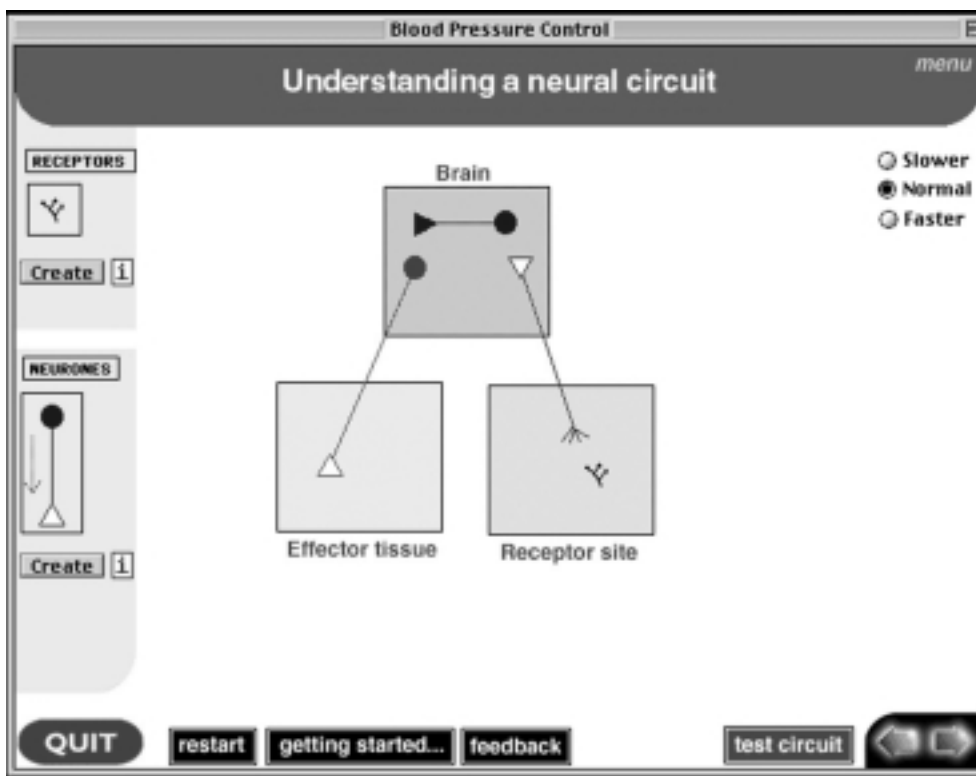 Blood Pressure Control
menu
Understanding a neural circuit
RECEPTORS
Create i
NEURONES
Create i
Brain
Effector tissue
Receptor site
Slower
Normal
Faster
QUIT
restart
getting started...
feedback
test circuit